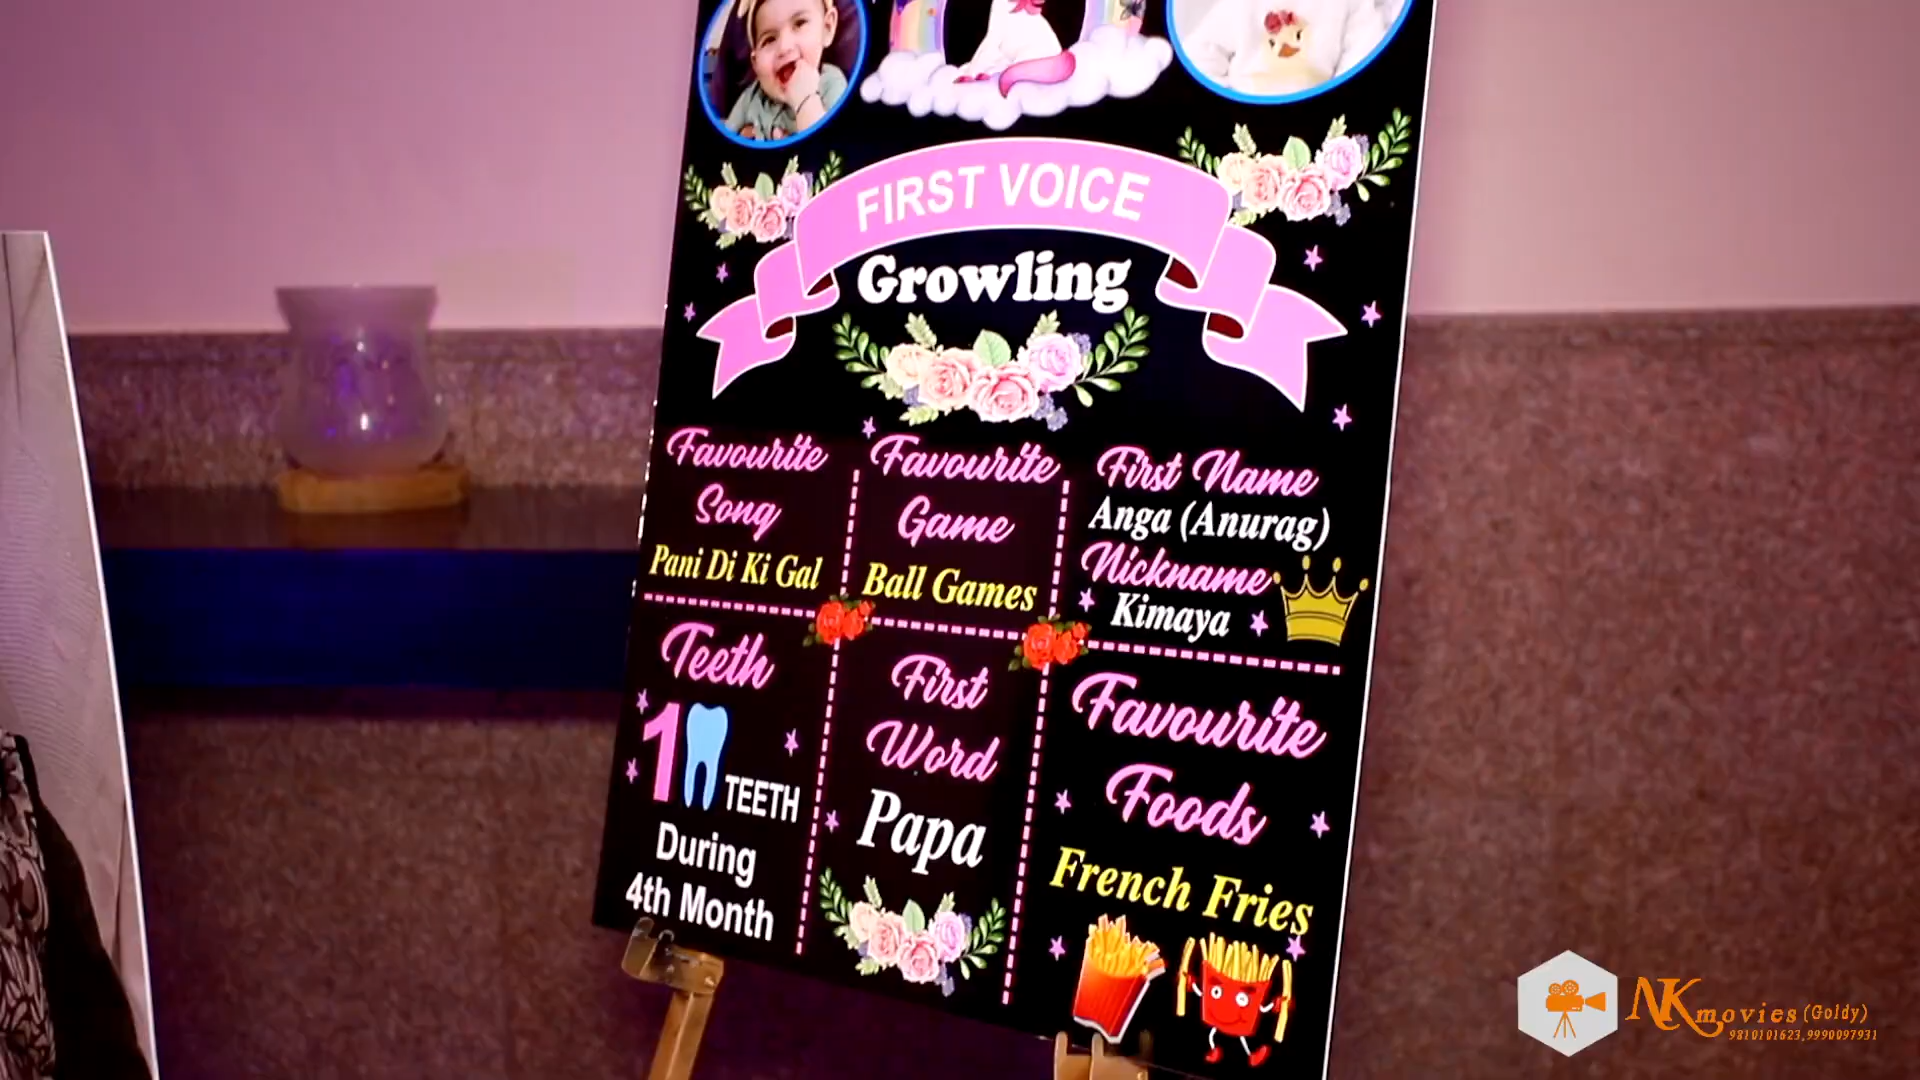 FIRST VOICE
Growling
Favourite
Song
Pani Di Ki Gal
Favourite
Game
Ball Games
First Name
Anga (Anurag)
Nickname
Kimaya
Teeth
1 TEETH
During
4th Month
First
Word
Papa
Favourite
Foods
French Fries
NK movies (Goldy)
9810101623,9990097931